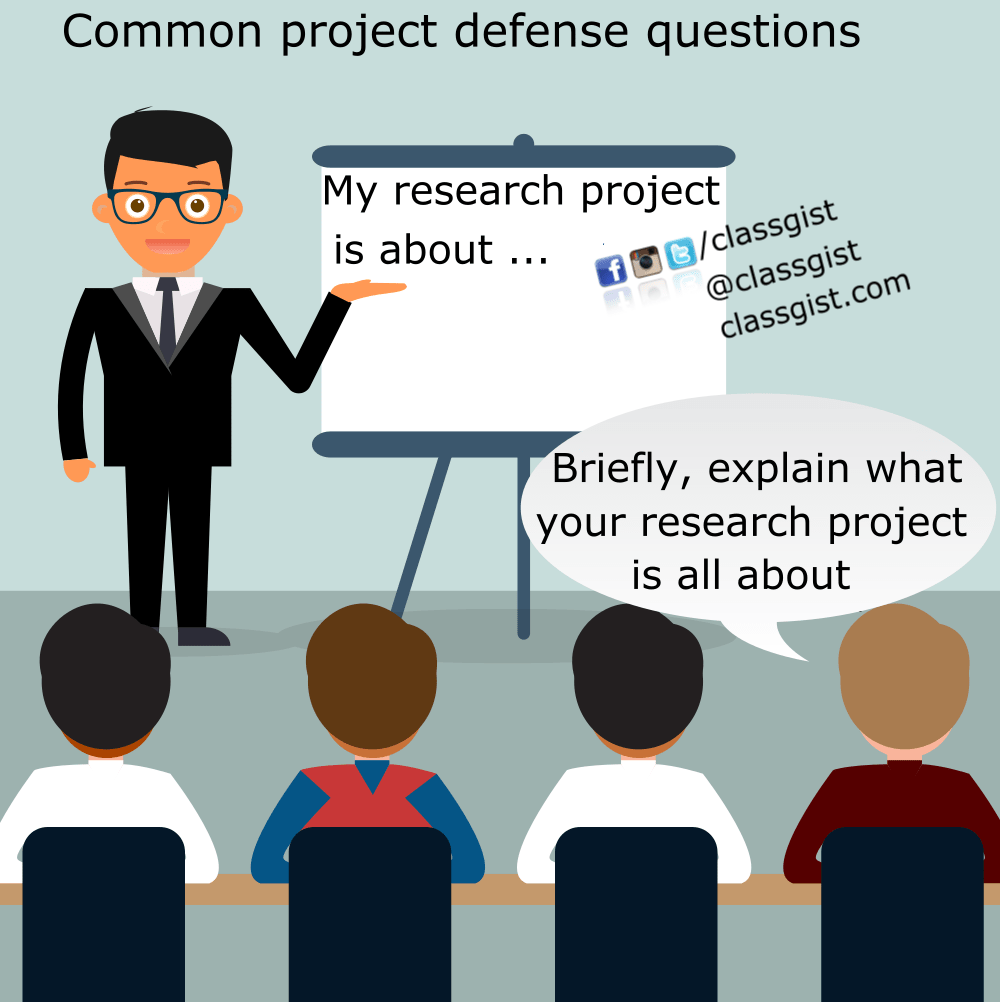 Common project defense questions
My research project
is about ...
/classgist
@classgist
classgist.com
Briefly, explain what
your research project
is all about